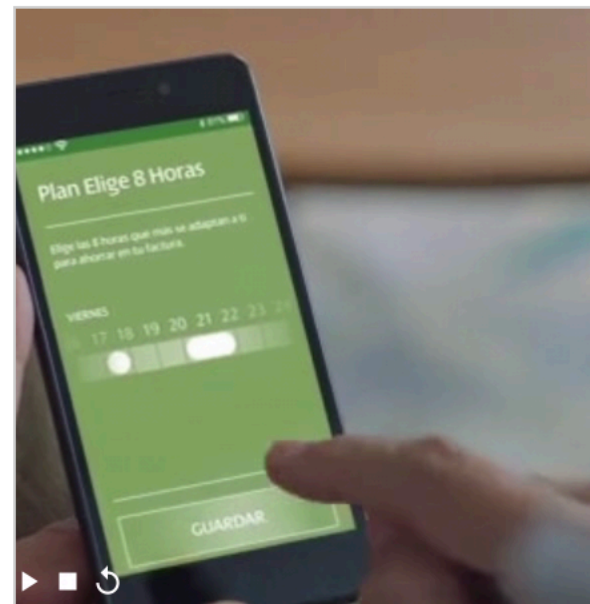 Plan Elige 8 Horas
Elige las 8 horas que más se adaptan a ti
para ahorrar en tu factura.
VIERNES
17 18 19 20 21 22 23 24
GUARDAR